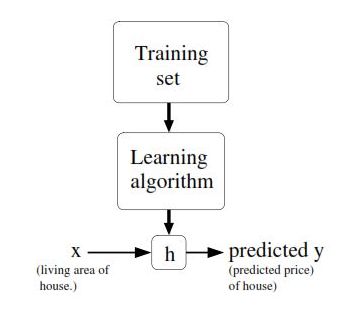 Training
set
Learning
algorithm
x
h
predicted y
(living area of
house.)
(predicted price)
of house)